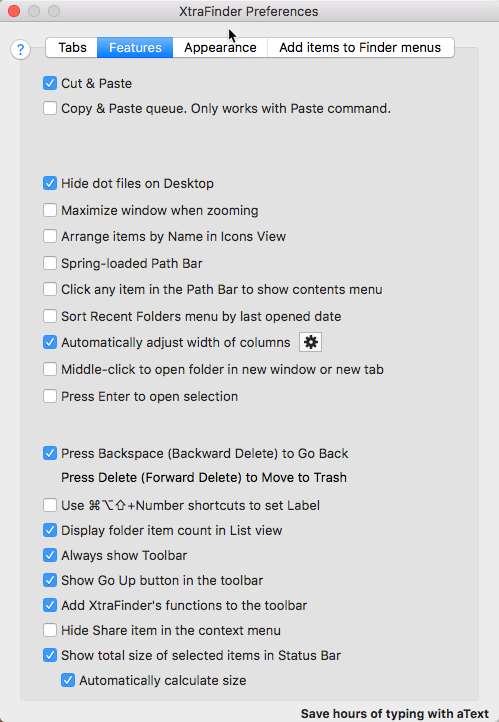 XtraFinder Preferences
?
Tabs Features Appearance Add items to Finder menus
Cut & Paste
Copy & Paste queue. Only works with Paste command.
Hide dot files on Desktop
Maximize window when zooming
Arrange items by Name in Icons View
Spring-loaded Path Bar
Click any item in the Path Bar to show contents menu
Sort Recent Folders menu by last opened date
Automatically adjust width of columns
Middle-click to open folder in new window or new tab
Press Enter to open selection
Press Backspace (Backward Delete) to Go Back
Press Delete (Forward Delete) to Move to Trash
Use ⌘⌥⇧+Number shortcuts to set Label
Display folder item count in List view
Always show Toolbar
Show Go Up button in the toolbar
Add XtraFinder's functions to the toolbar
Hide Share item in the context menu
Show total size of selected items in Status Bar
Automatically calculate size
Save hours of typing with aText